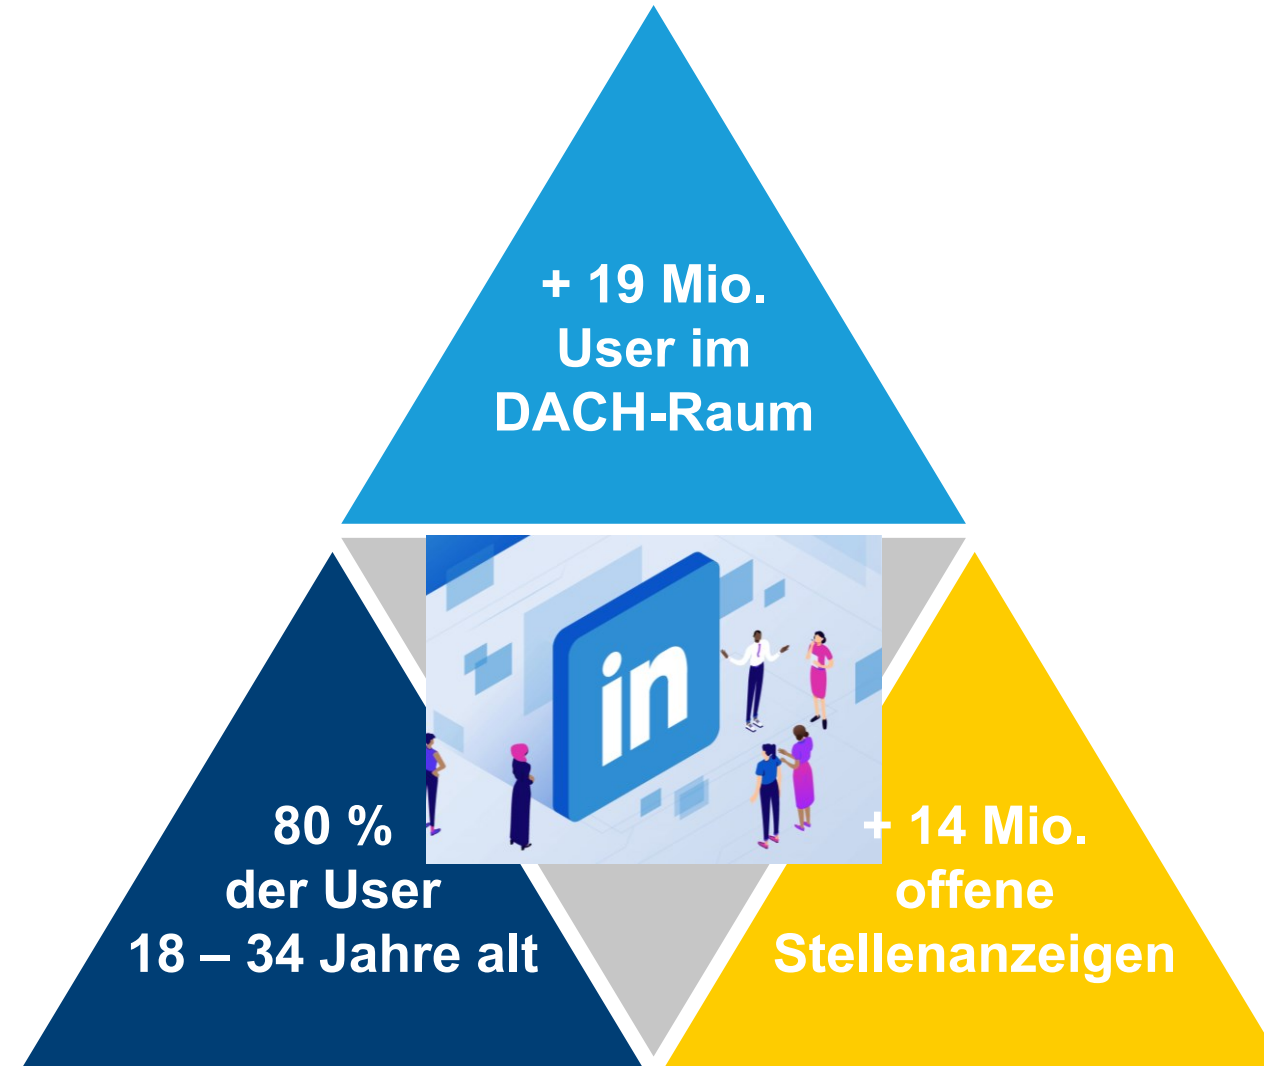 + 19 Mio.
User im
DACH-Raum
in
80 %
der User
18 – 34 Jahre alt
+ 14 Mio.
offene
Stellenanzeigen